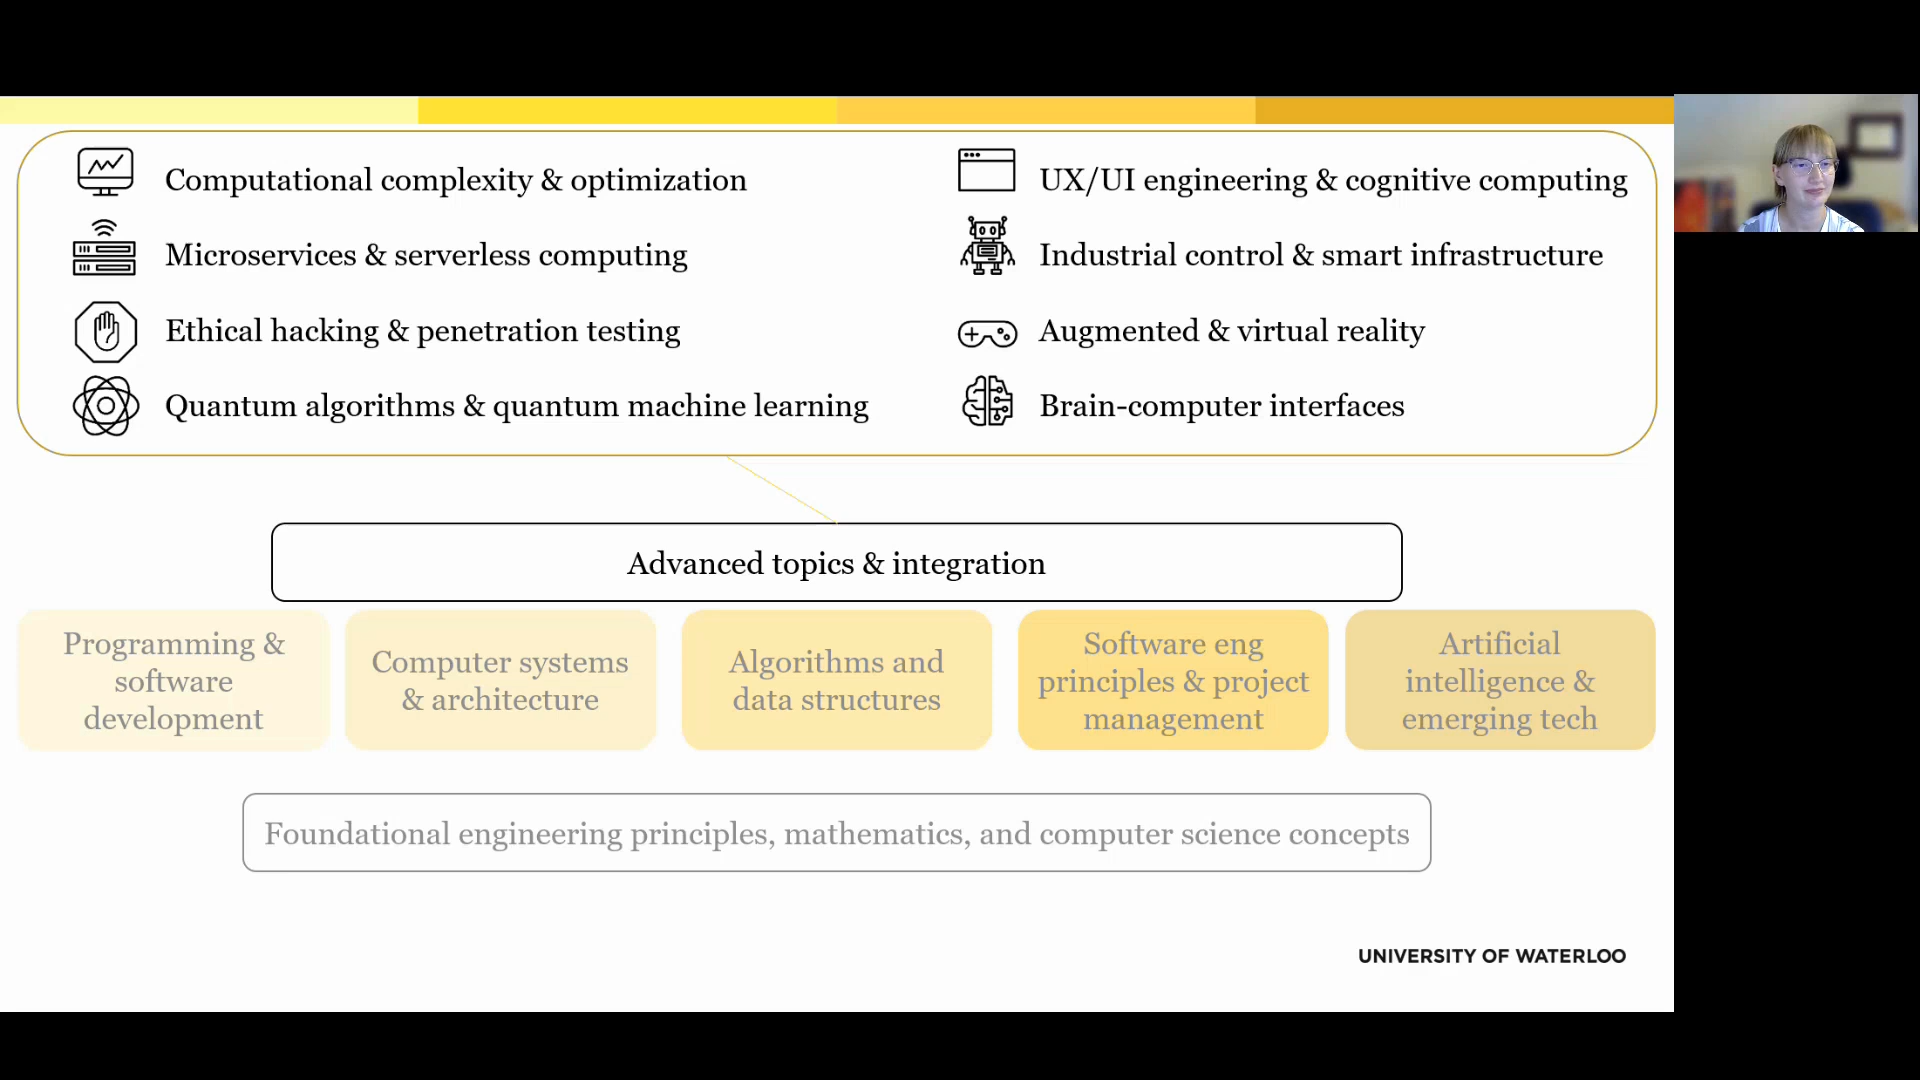 Computational complexity & optimization
Microservices & serverless computing
Ethical hacking & penetration testing
Quantum algorithms & quantum machine learning
UX/UI engineering & cognitive computing
Industrial control & smart infrastructure
Augmented & virtual reality
Brain-computer interfaces
Advanced topics & integration
Programming &
software
development
Computer systems
& architecture
Algorithms and
data structures
Software eng
principles & project
management
Artificial
intelligence &
emerging tech
Foundational engineering principles, mathematics, and computer science concepts
UNIVERSITY OF WATERLOO